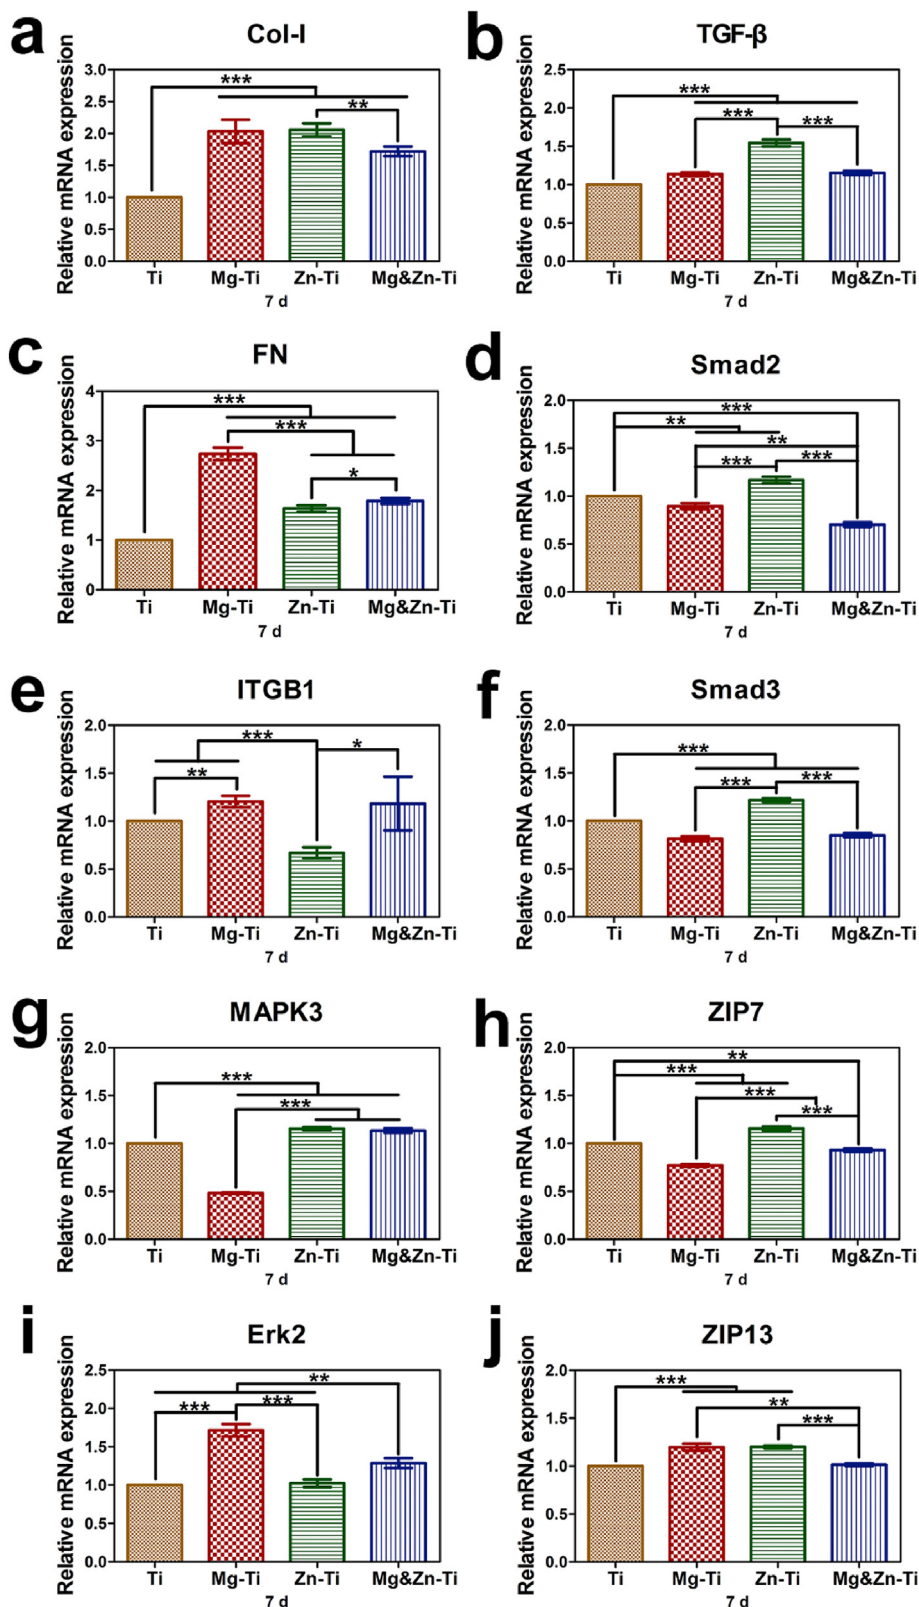 a
Col-I
Relative mRNA expression
3.0
2.5
2.0
1.5
1.0
0.5
0.0
***
**
Ti Mg-Ti Zn-Ti Mg&Zn-Ti
7 d
b
TGF-β
Relative mRNA expression
2.5
2.0
1.5
1.0
0.5
0.0
***
*** ***
Ti Mg-Ti Zn-Ti Mg&Zn-Ti
7 d
c
FN
Relative mRNA expression
4
3
2
1
0
***
***
*
Ti Mg-Ti Zn-Ti Mg&Zn-Ti
7 d
d
Smad2
Relative mRNA expression
2.0
1.5
1.0
0.5
0.0
***
**
**
*** ***
Ti Mg-Ti Zn-Ti Mg&Zn-Ti
7 d
e
ITGB1
Relative mRNA expression
2.0
1.5
1.0
0.5
0.0
*** *
**
Ti Mg-Ti Zn-Ti Mg&Zn-Ti
7 d
f
Smad3
Relative mRNA expression
2.0
1.5
1.0
0.5
0.0
***
*** ***
Ti Mg-Ti Zn-Ti Mg&Zn-Ti
7 d
g
MAPK3
Relative mRNA expression
2.0
1.5
1.0
0.5
0.0
***
***
Ti Mg-Ti Zn-Ti Mg&Zn-Ti
7 d
h
ZIP7
Relative mRNA expression
2.0
1.5
1.0
0.5
0.0
**
***
***
***
Ti Mg-Ti Zn-Ti Mg&Zn-Ti
7 d
i
Erk2
Relative mRNA expression
2.5
2.0
1.5
1.0
0.5
0.0
**
*** ***
Ti Mg-Ti Zn-Ti Mg&Zn-Ti
7 d
j
ZIP13
Relative mRNA expression
2.0
1.5
1.0
0.5
0.0
***
**
***
Ti Mg-Ti Zn-Ti Mg&Zn-Ti
7 d